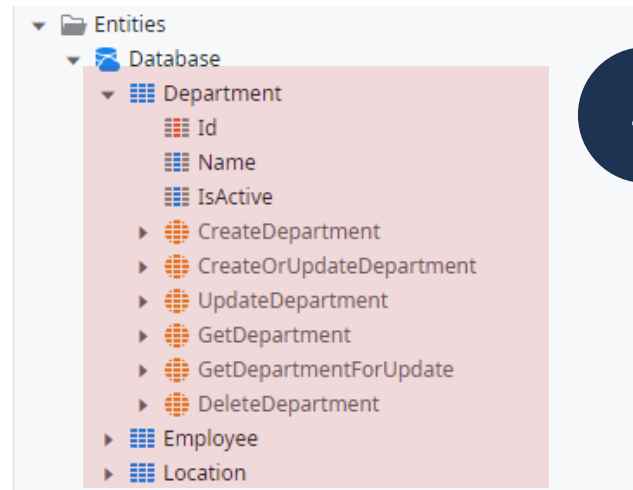 Entities
Database
Department
Id
Name
IsActive
CreateDepartment
CreateOrUpdateDepartment
UpdateDepartment
GetDepartment
GetDepartmentForUpdate
DeleteDepartment
Employee
Location